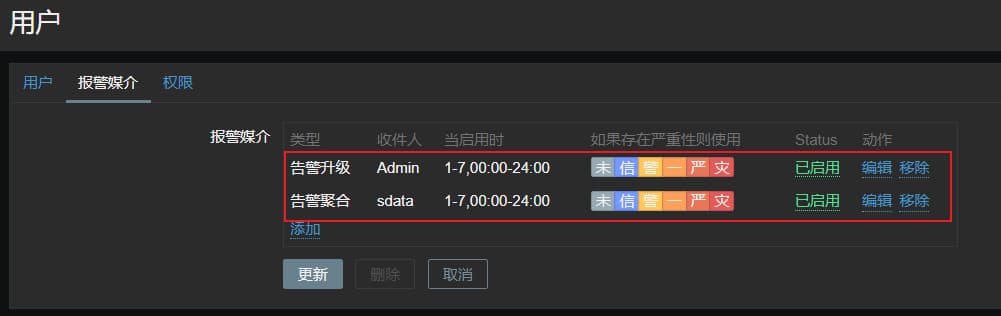 用户
用户 报警媒介 权限
报警媒介 类型 收件人 当启用时 如果存在严重性则使用 Status 动作
告警升级 Admin 1-7,00:00-24:00 未 信 警 一 严 灾 已启用 编辑 移除
告警聚合 sdata 1-7,00:00-24:00 未 信 警 一 严 灾 已启用 编辑 移除
添加
更新 删除 取消